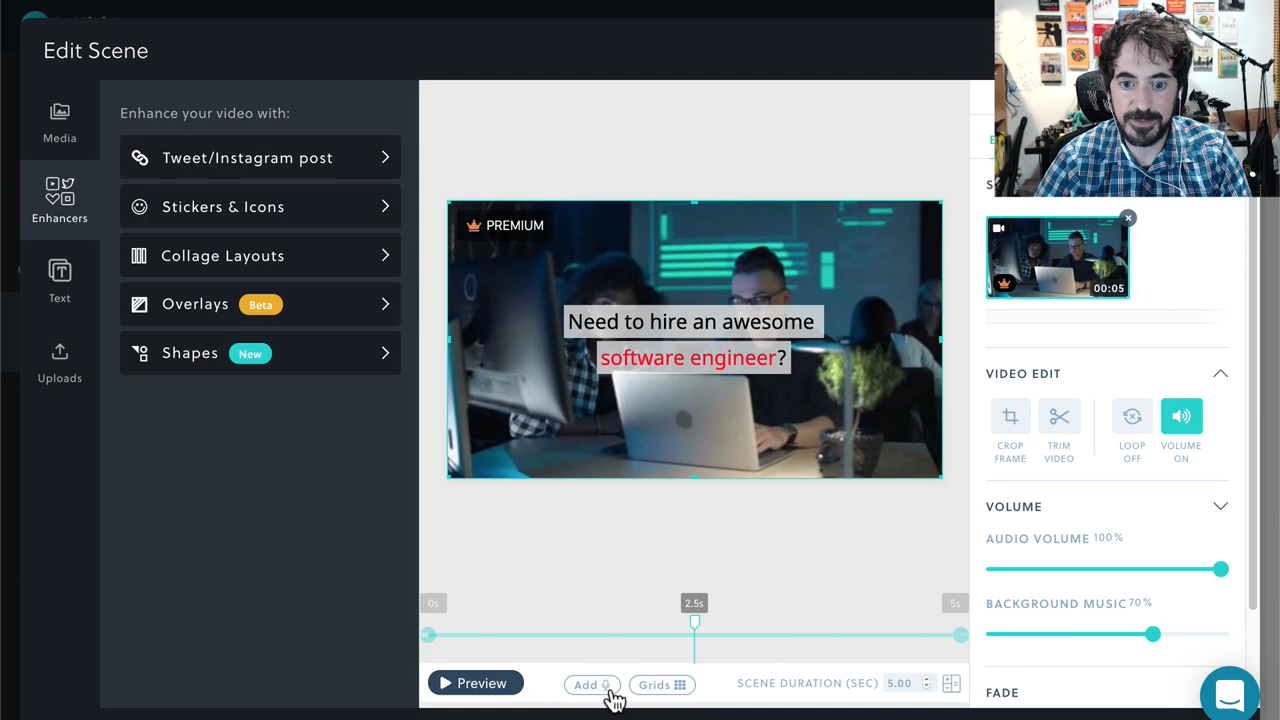 Edit Scene
Media
Enhancers
Text
Uploads
Enhance your video with:
Tweet/Instagram post
Stickers & Icons
Collage Layouts
Overlays Beta
Shapes New
PREMIUM
Need to hire an awesome
software engineer?
0s
2.5s
5s
Preview
Add
Grids
SCENE DURATION (SEC) 5.00
00:05
VIDEO EDIT
CROP FRAME
TRIM VIDEO
LOOP OFF
VOLUME ON
VOLUME
AUDIO VOLUME 100%
BACKGROUND MUSIC 70%
FADE